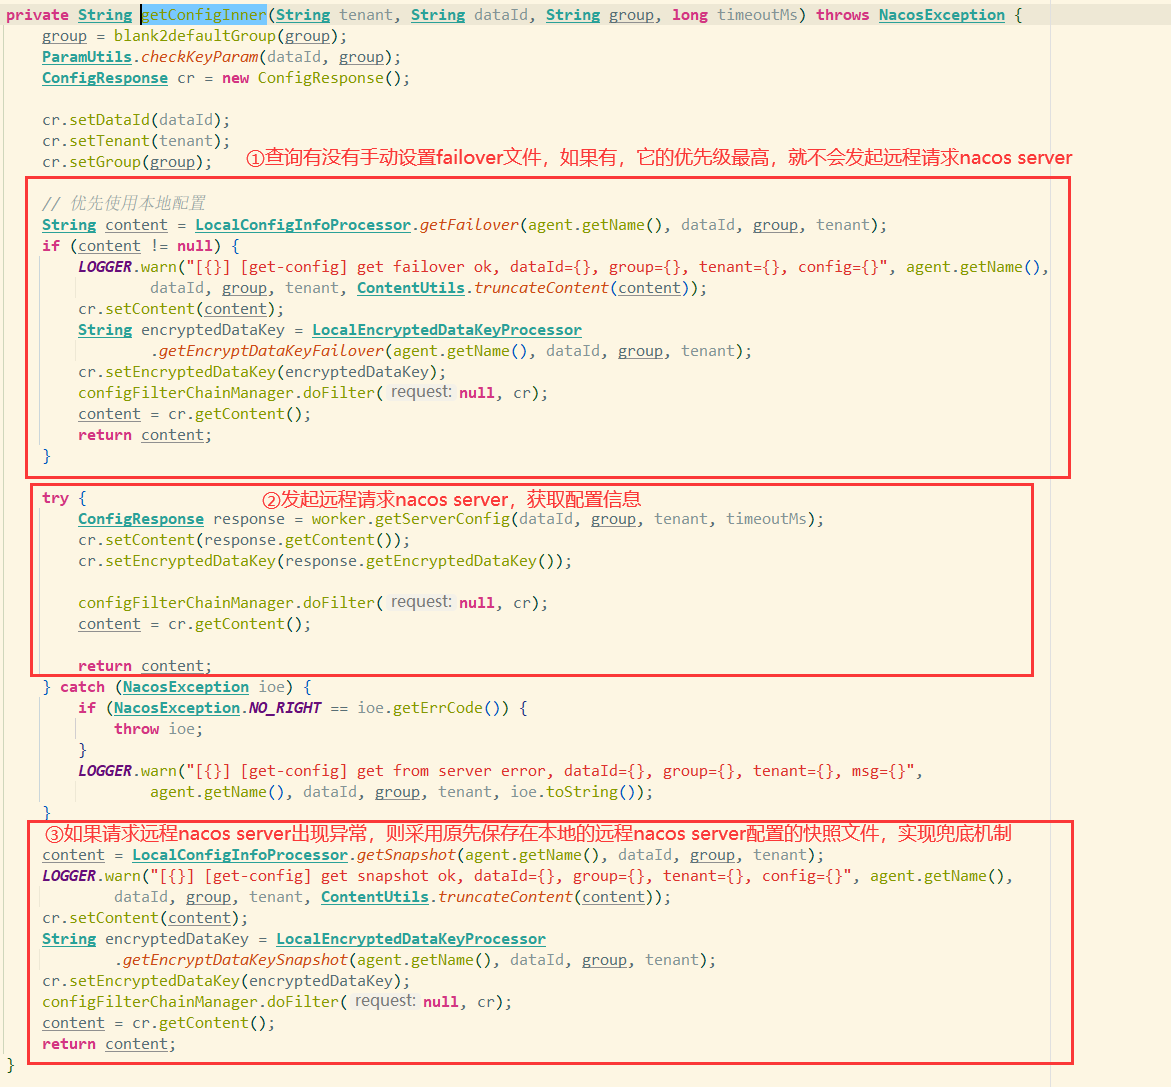 private String getConfigInner(String tenant, String dataId, String group, long timeoutMs) throws NacosException {
group = blank2defaultGroup(group);
ParamUtils.checkKeyParam(dataId, group);
ConfigResponse cr = new ConfigResponse();
cr.setDataId(dataId);
cr.setTenant(tenant);
cr.setGroup(group);
①查询有没有手动设置failover文件，如果有，它的优先级最高，就不会发起远程请求nacos server
// 优先使用本地配置
String content = LocalConfigInfoProcessor.getFailover(agent.getName(), dataId, group, tenant);
if (content != null) {
LOGGER.warn("[{}] [get-config] get failover ok, dataId={}, group={}, tenant={}, config={}", agent.getName(),
dataId, group, tenant, ContentUtils.truncateContent(content));
cr.setContent(content);
String encryptedDataKey = LocalEncryptedDataKeyProcessor
.getEncryptDataKeyFailover(agent.getName(), dataId, group, tenant);
cr.setEncryptedDataKey(encryptedDataKey);
configFilterChainManager.doFilter( request: null, cr);
content = cr.getContent();
return content;
}
try {
②发起远程请求nacos server，获取配置信息
ConfigResponse response = worker.getServerConfig(dataId, group, tenant, timeoutMs);
cr.setContent(response.getContent());
cr.setEncryptedDataKey(response.getEncryptedDataKey());
configFilterChainManager.doFilter( request: null, cr);
content = cr.getContent();
return content;
} catch (NacosException ioe) {
if (NacosException.NO_RIGHT == ioe.getErrCode()) {
throw ioe;
}
LOGGER.warn("[{}] [get-config] get from server error, dataId={}, group={}, tenant={}, msg={}",
agent.getName(), dataId, group, tenant, ioe.toString());
}
③如果请求远程nacos server出现异常，则采用原先保存在本地的远程nacos server配置的快照文件，实现兜底机制
content = LocalConfigInfoProcessor.getSnapshot(agent.getName(), dataId, group, tenant);
LOGGER.warn("[{}] [get-config] get snapshot ok, dataId={}, group={}, tenant={}, config={}", agent.getName(),
dataId, group, tenant, ContentUtils.truncateContent(content));
cr.setContent(content);
String encryptedDataKey = LocalEncryptedDataKeyProcessor
.getEncryptDataKeySnapshot(agent.getName(), dataId, group, tenant);
cr.setEncryptedDataKey(encryptedDataKey);
configFilterChainManager.doFilter( request: null, cr);
content = cr.getContent();
return content;
}